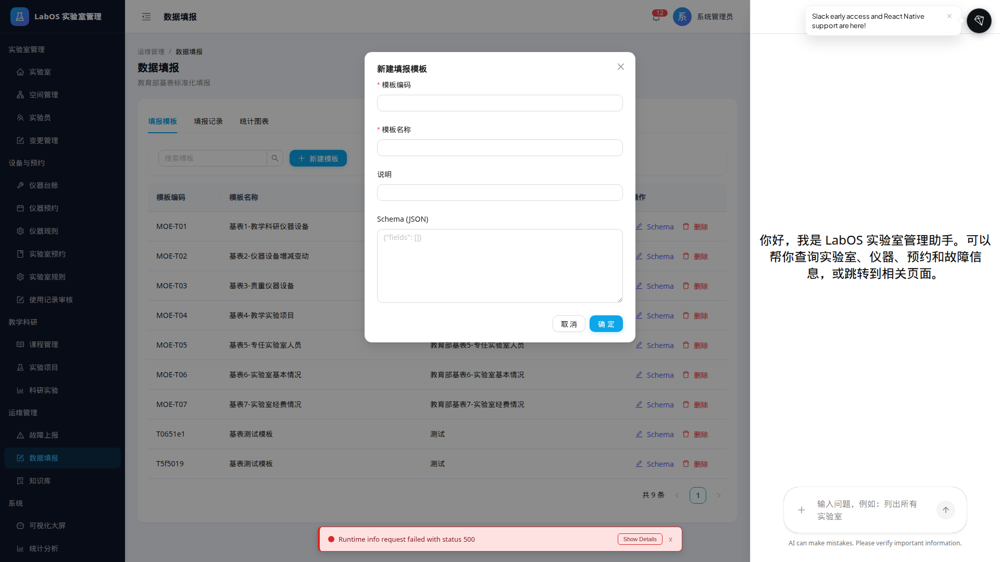 LabOS 实验室管理
实验室管理
实验室
空间管理
实验员
变更管理
设备与预约
仪器台账
仪器预约
仪器规则
实验室预约
实验室规则
使用记录审核
教学科研
课程管理
实验项目
科研实验
运维管理
故障上报
数据填报
知识库
系统
可视化大屏
统计分析
数据填报
12
系
系统管理员
运维管理 / 数据填报
数据填报
教育部基表标准化填报
填报模板 填报记录 统计图表
搜索模板
新建模板
模板编码 模板名称 操作
MOE-T01 基表1-教学科研仪器设备 Schema 删除
MOE-T02 基表2-仪器设备增减变动 Schema 删除
MOE-T03 基表3-贵重仪器设备 Schema 删除
MOE-T04 基表4-教学实验项目 Schema 删除
MOE-T05 基表5-专任实验室人员 教育部基表5-专任实验室人员 Schema 删除
MOE-T06 基表6-实验室基本情况 教育部基表6-实验室基本情况 Schema 删除
MOE-T07 基表7-实验室经费情况 教育部基表7-实验室经费情况 Schema 删除
T0651e1 基表测试模板 测试 Schema 删除
T5f5019 基表测试模板 测试 Schema 删除
共 9 条 1
新建填报模板
* 模板编码
* 模板名称
说明
Schema (JSON)
{"fields": []}
取 消 确 定
Runtime info request failed with status 500 Show Details x
Slack early access and React Native
support are here!
你好，我是 LabOS 实验室管理助手。可以
帮你查询实验室、仪器、预约和故障信
息，或跳转到相关页面。
输入问题，例如：列出所有
实验室
AI can make mistakes. Please verify important information.